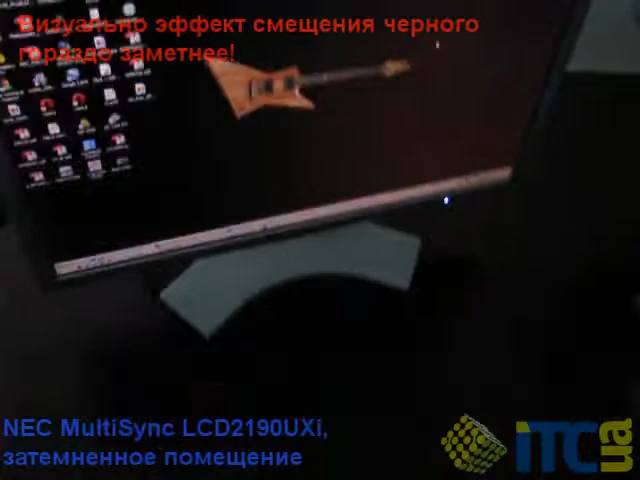 Визуально эффект смещения черного
гораздо заметнее!
NEC MultiSync LCD2190UXi,
затемненное помещение
iTC.ua